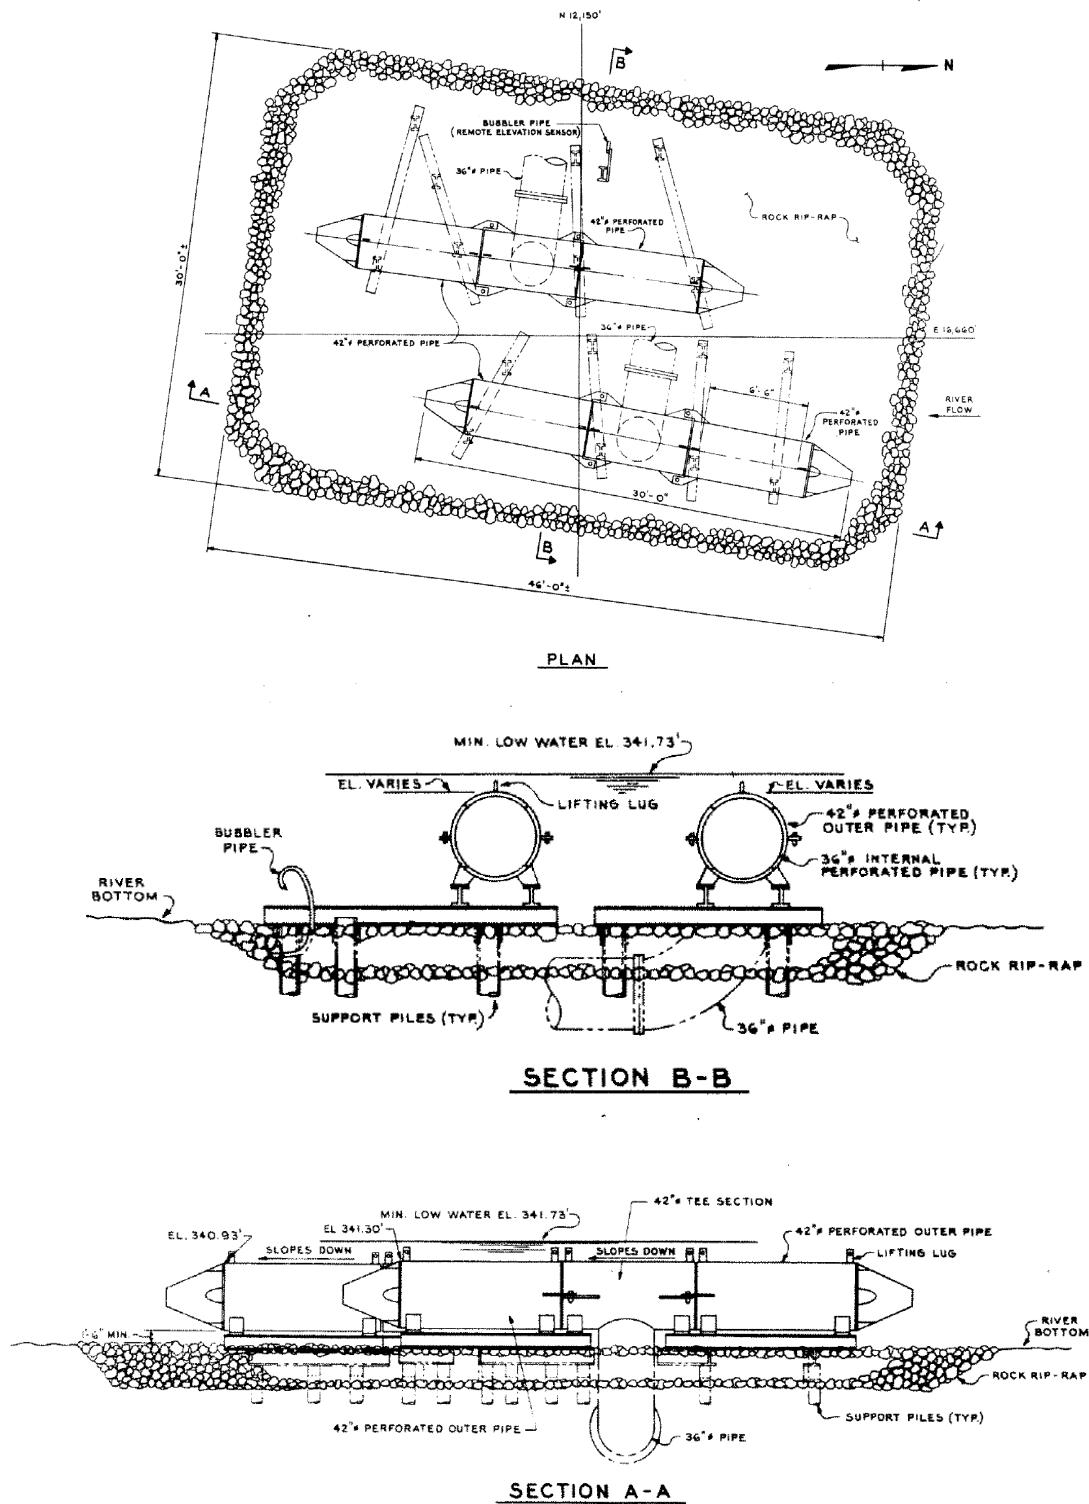 N 12,150'
B
N
BUBBLER PIPE
(REMOTE ELEVATION SENSOR)
36"⌀ PIPE
42"⌀ PERFORATED
PIPE
ROCK RIP-RAP
30'-0"±
E 16,660'
36"⌀ PIPE
42"⌀ PERFORATED PIPE
A
6'-6"
RIVER
FLOW
42"⌀
PERFORATED
PIPE
30'-0"
A
B
46'-0"±
PLAN
MIN. LOW WATER EL. 341.73'
EL. VARIES
EL. VARIES
LIFTING LUG
42"⌀ PERFORATED
OUTER PIPE (TYP.)
BUBBLER
PIPE
36"⌀ INTERNAL
PERFORATED PIPE (TYP.)
RIVER
BOTTOM
ROCK RIP-RAP
SUPPORT PILES (TYP.)
36"⌀ PIPE
SECTION B-B
42"⌀ TEE SECTION
MIN. LOW WATER EL. 341.73'
EL. 340.93'
EL 341.30'
42"⌀ PERFORATED OUTER PIPE
SLOPES DOWN
SLOPES DOWN
LIFTING LUG
1'-6" MIN.
RIVER
BOTTOM
ROCK RIP-RAP
42"⌀ PERFORATED OUTER PIPE
36"⌀ PIPE
SUPPORT PILES (TYP.)
SECTION A-A